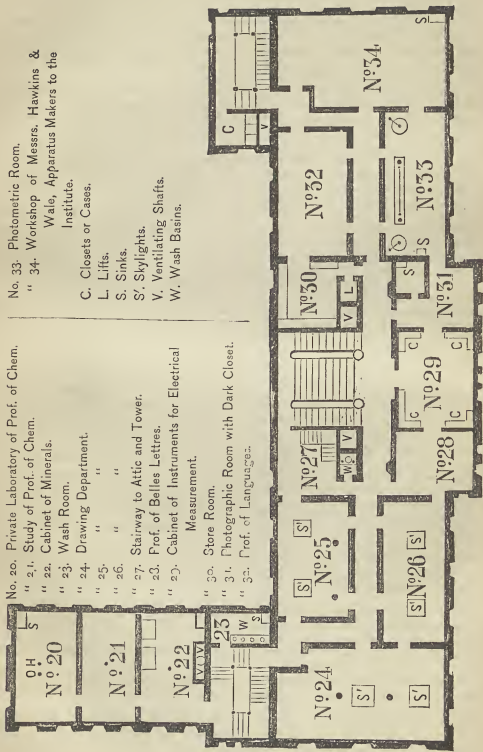 No. 20. Private Laboratory of Prof. of Chem.
" 21. Study of Prof. of Chem.
" 22. Cabinet of Minerals.
" 23. Wash Room.
" 24. Drawing Department.
" 25. " "
" 26. " "
" 27. Stairway to Attic and Tower.
" 28. Prof. of Belles Lettres.
" 29. Cabinet of Instruments for Electrical
Measurement.
" 30. Store Room.
" 31. Photographic Room with Dark Closet.
" 32. Prof. of Languages.
No. 33. Photometric Room.
" 34. Workshop of Messrs. Hawkins &
Wale, Apparatus Makers to the
Institute.
C. Closets or Cases.
L. Lifts.
S. Sinks.
S'. Skylights.
V. Ventilating Shafts.
W. Wash Basins.
S
OH
Nº 20
Nº 21
Nº 22
V V
23
W
S
C
V
Nº 24
S'
S'
Nº 25
S'
S'
Nº 26
S'
S'
Nº 27
W
V
Nº 28
Nº 29
C
C
C
C
Nº 30
V
L
Nº 31
S'
S
Nº 32
Nº 33
Nº 34
S